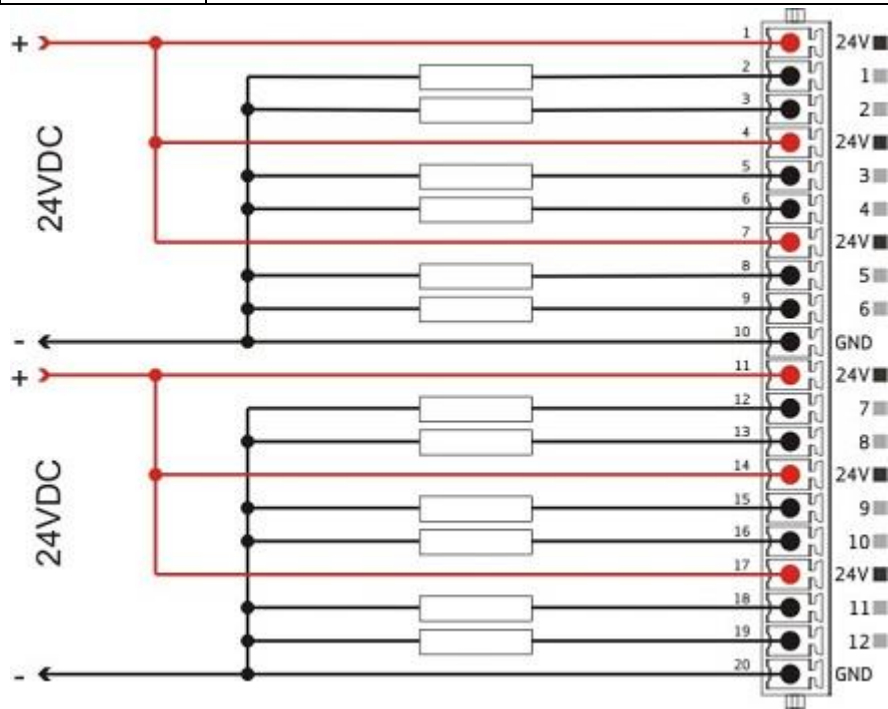 + 1 24V
2 1
3 2
4 24V
5 3
6 4
7 24V
8 5
9 6
- 10 GND
24VDC
+ 11 24V
12 7
13 8
14 24V
15 9
16 10
17 24V
18 11
19 12
- 20 GND
24VDC